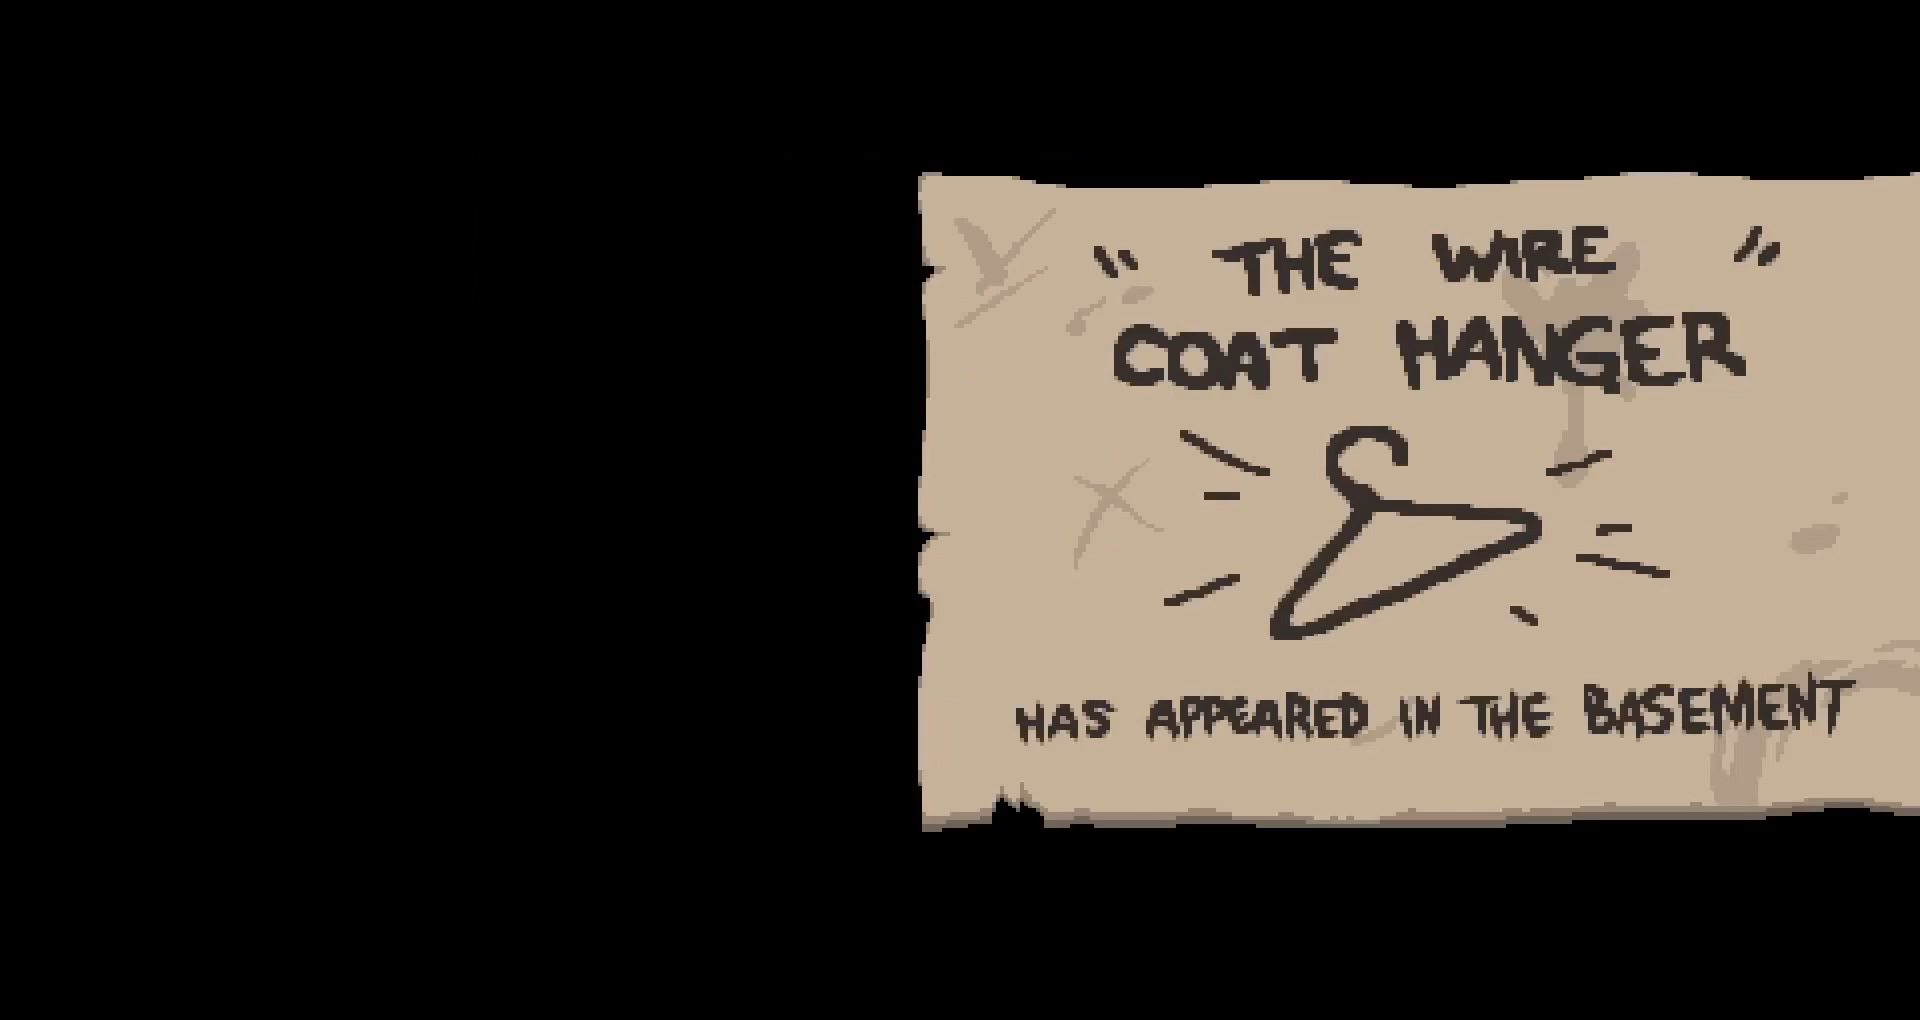 " THE WIRE "
COAT HANGER
HAS APPEARED IN THE BASEMENT